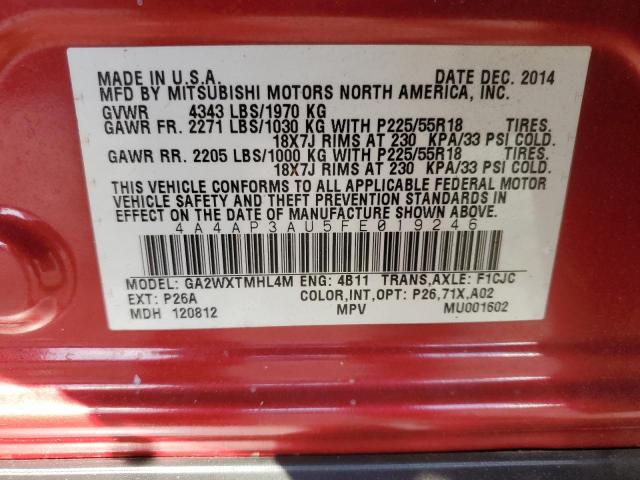 MADE IN U.S.A. DATE DEC. 2014
MFD BY MITSUBISHI MOTORS NORTH AMERICA, INC.
GVWR 4343 LBS/1970 KG
GAWR FR. 2271 LBS/1030 KG WITH P225/55R18 TIRES.
18X7J RIMS AT 230 KPA/33 PSI COLD.
GAWR RR. 2205 LBS/1000 KG WITH P225/55R18 TIRES.
18X7J RIMS AT 230 KPA/33 PSI COLD.
THIS VEHICLE CONFORMS TO ALL APPLICABLE FEDERAL MOTOR
VEHICLE SAFETY AND THEFT PREVENTION STANDARDS IN
EFFECT ON THE DATE OF MANUFACTURE SHOWN ABOVE.
4A4AP3AU5FE019246
MODEL: GA2WXTMHL4M ENG: 4B11 TRANS,AXLE: F1CJC
EXT: P26A COLOR,INT,OPT: P26,71X,A02
MDH 120812 MPV MU001602